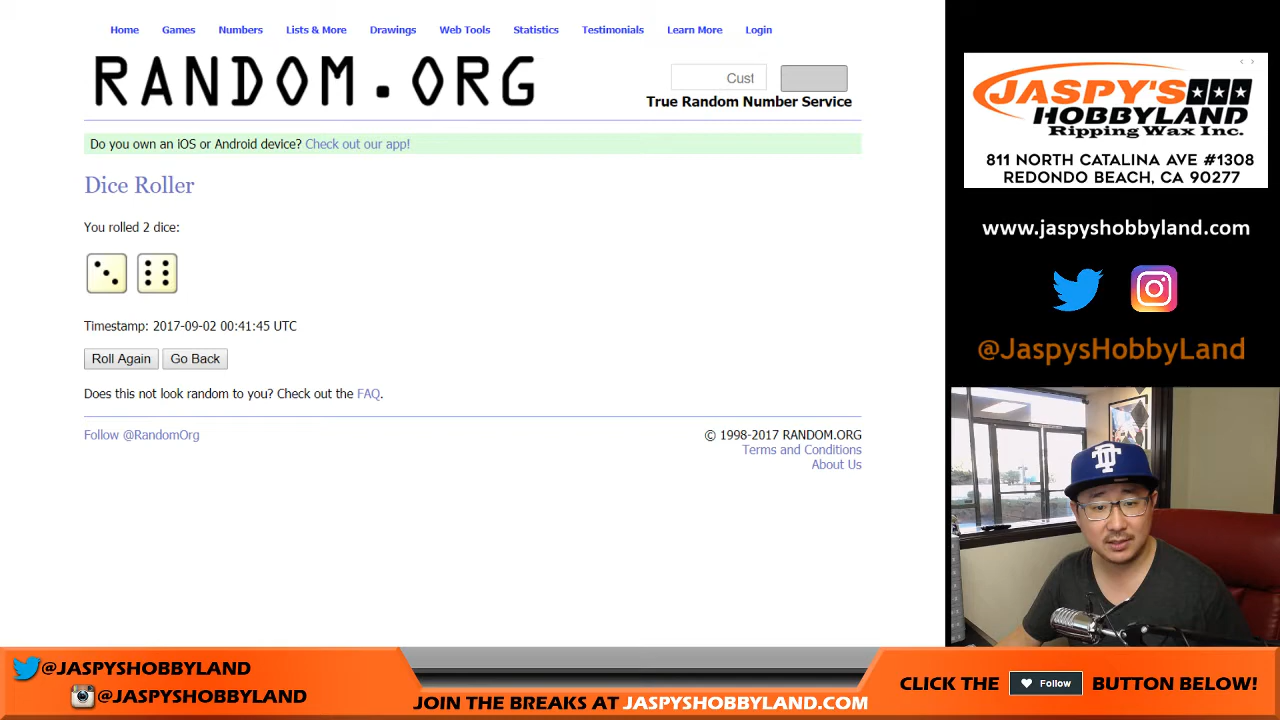 Home Games Numbers Lists & More Drawings Web Tools Statistics Testimonials Learn More Login
RANDOM.ORG
Cust
True Random Number Service
Do you own an iOS or Android device? Check out our app!
Dice Roller
You rolled 2 dice:
Timestamp: 2017-09-02 00:41:45 UTC
Roll Again Go Back
Does this not look random to you? Check out the FAQ.
Follow @RandomOrg
© 1998-2017 RANDOM.ORG
Terms and Conditions
About Us
JASPY'S
HOBBYLAND
Ripping Wax Inc.
811 NORTH CATALINA AVE #1308
REDONDO BEACH, CA 90277
www.jaspyshobbyland.com
@JaspysHobbyLand
@JASPYSHOBBYLAND
@JASPYSHOBBYLAND
JOIN THE BREAKS AT JASPYSHOBBYLAND.COM
CLICK THE Follow BUTTON BELOW!